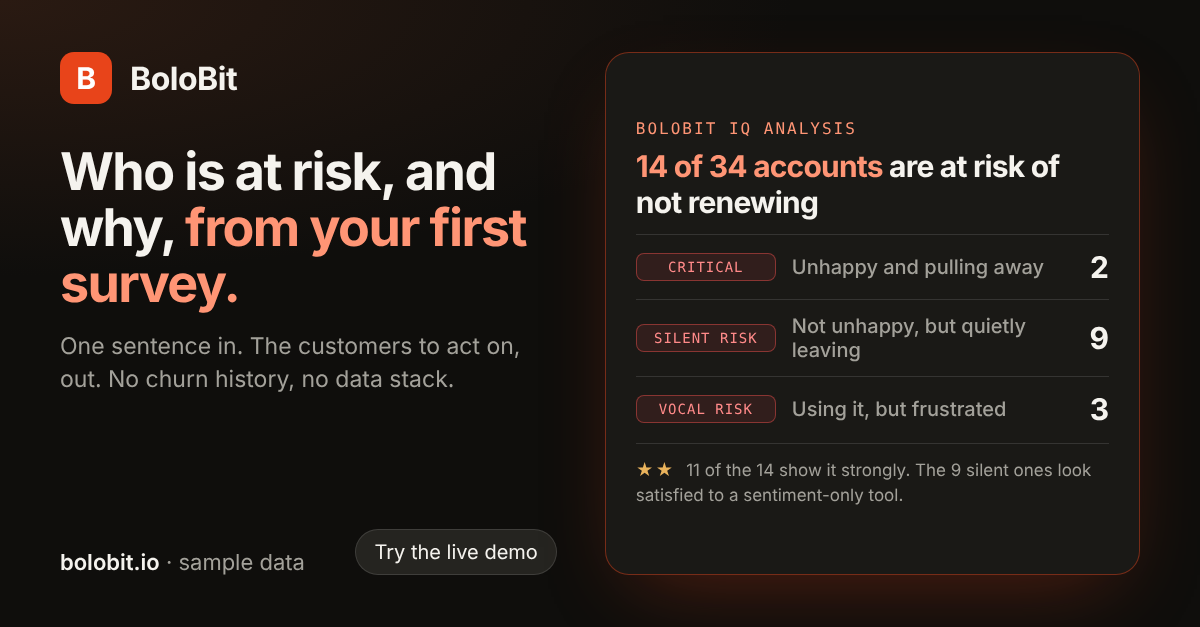 B BoloBit
Who is at risk, and
why, from your first
survey.
One sentence in. The customers to act on,
out. No churn history, no data stack.
bolobit.io · sample data
Try the live demo
BOLOBIT IQ ANALYSIS
14 of 34 accounts are at risk of
not renewing
CRITICAL Unhappy and pulling away 2
SILENT RISK Not unhappy, but quietly
leaving 9
VOCAL RISK Using it, but frustrated 3
★★ 11 of the 14 show it strongly. The 9 silent ones look
satisfied to a sentiment-only tool.